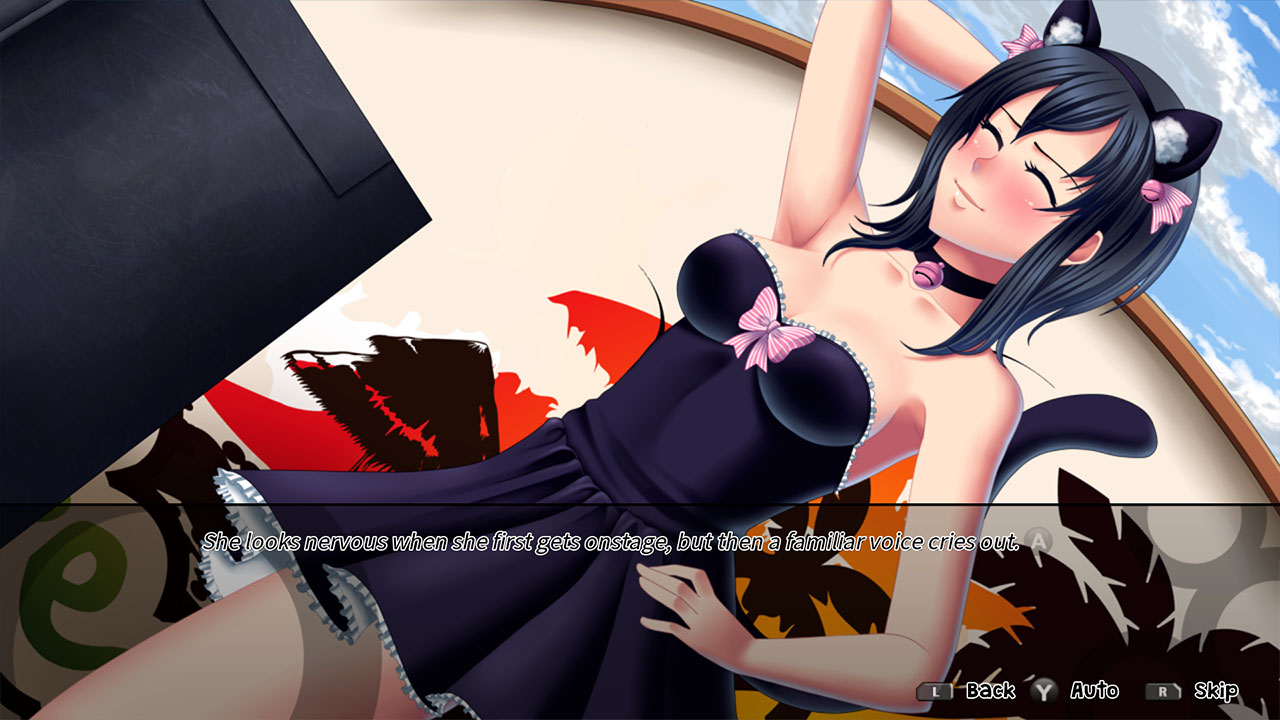 She looks nervous when she first gets onstage, but then a familiar voice cries out.
A
L Back Y Auto R Skip